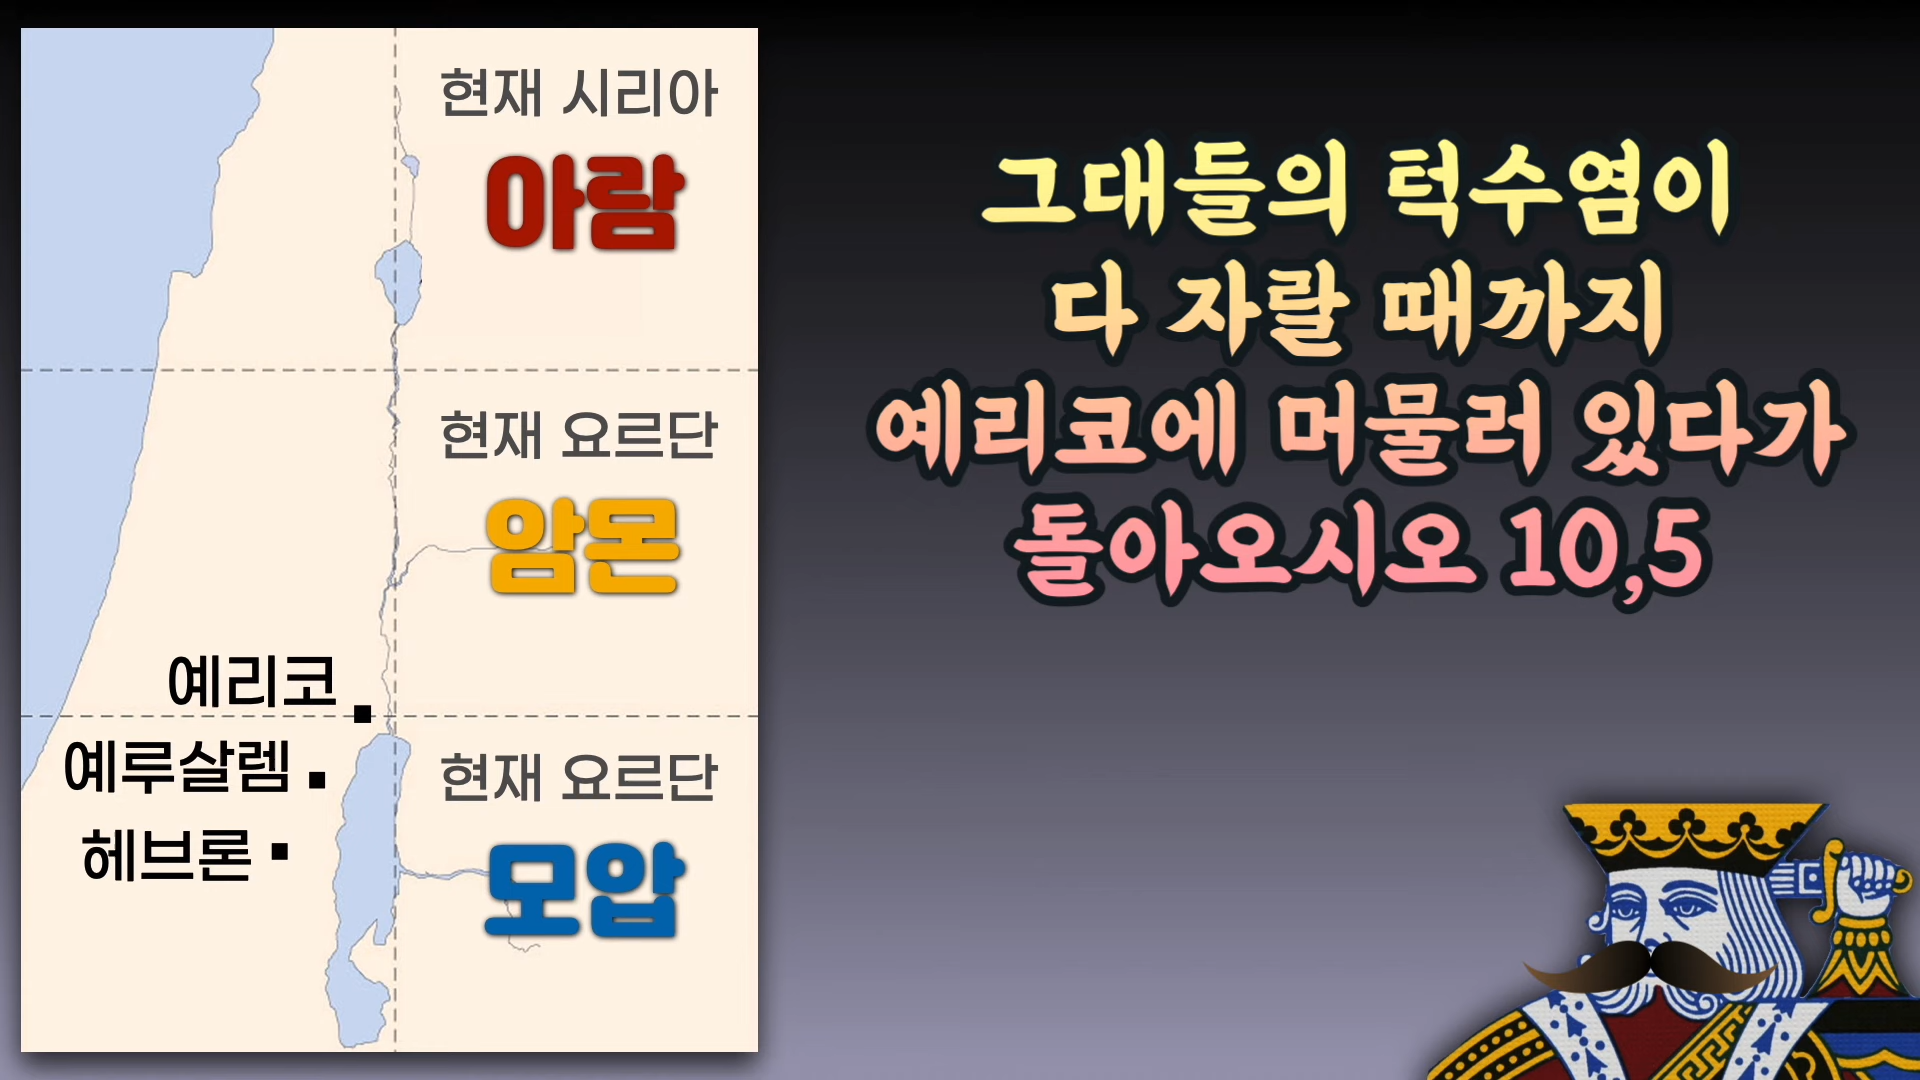 현재 시리아
아람
현재 요르단
암몬
예리코
예루살렘
헤브론
현재 요르단
모압
그대들의 턱수염이
다 자랄 때까지
예리코에 머물러 있다가
돌아오시오 10,5